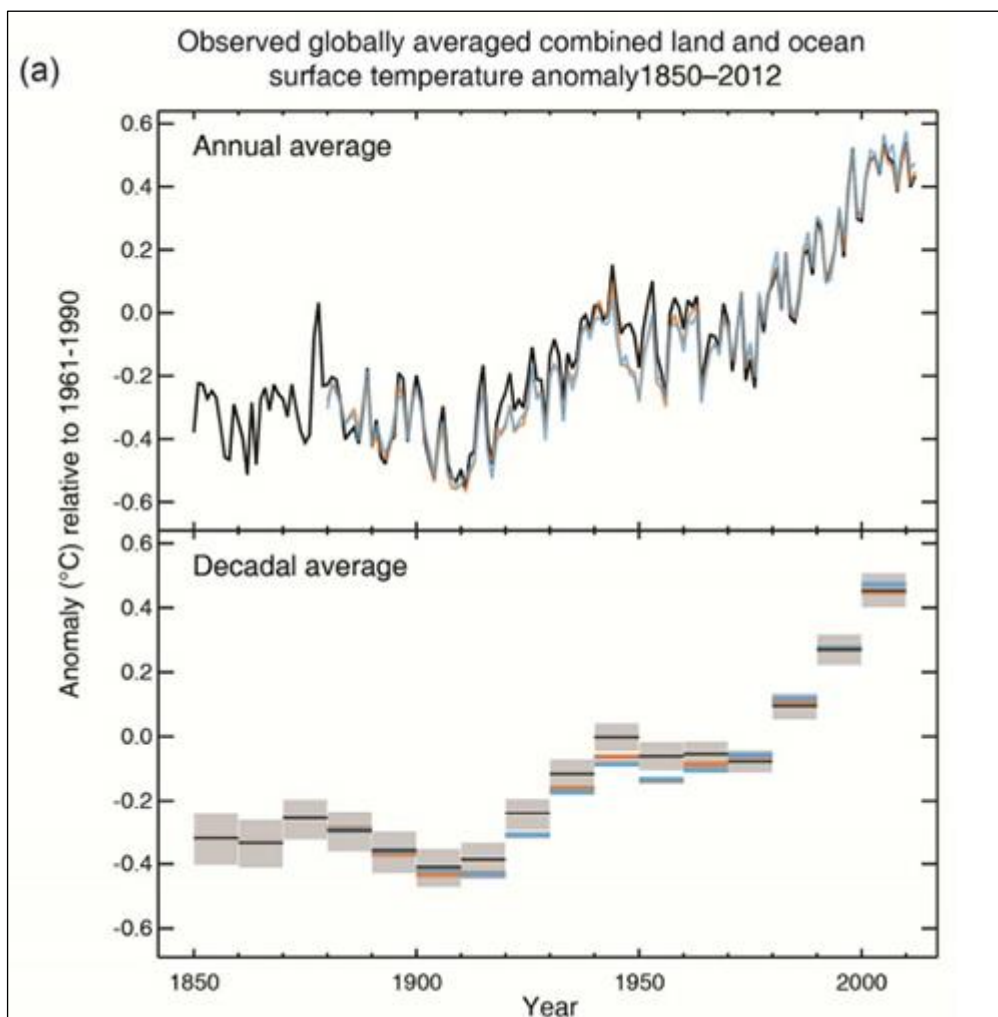 Observed globally averaged combined land and ocean
(a)
surface temperature anomaly1850–2012
Annual average
0.6
0.4
0.2
0.0
-0.2
-0.4
-0.6
Anomaly (°C) relative to 1961-1990
Decadal average
0.6
0.4
0.2
0.0
-0.2
-0.4
-0.6
1850
1900
1950
2000
Year